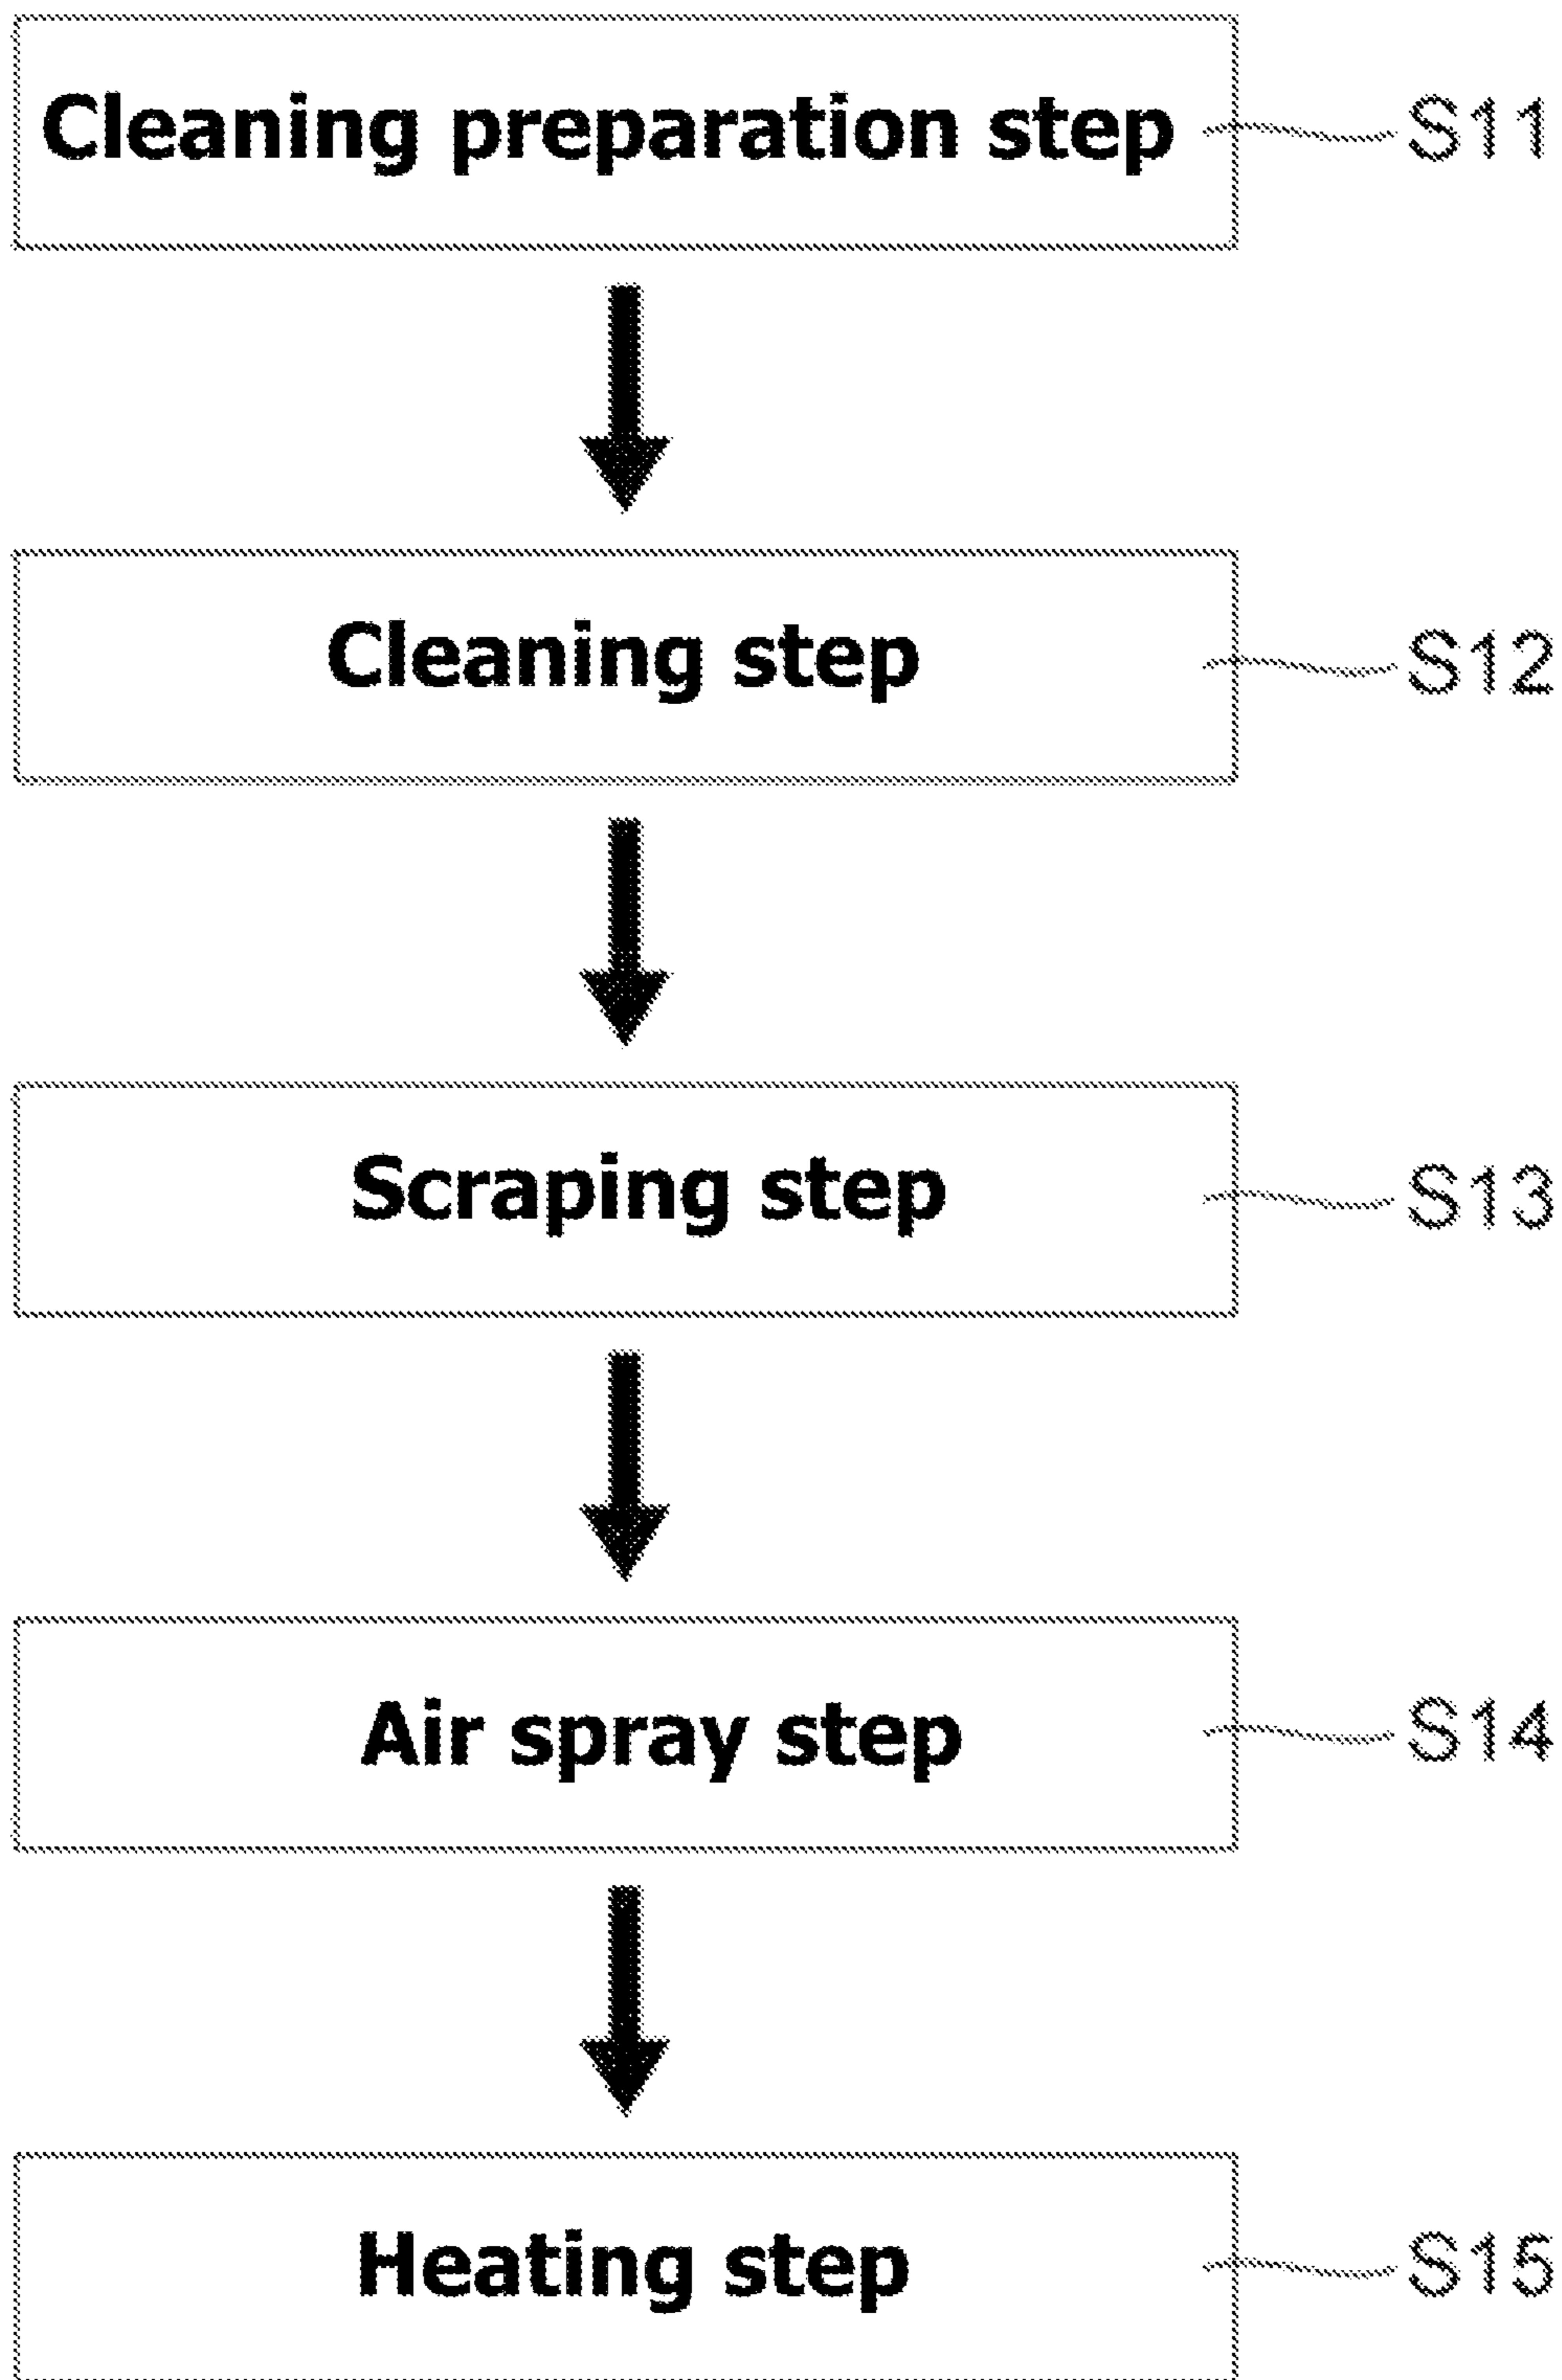 Cleaning preparation step S11
Cleaning step S12
Scraping step S13
Air spray step S14
Heating step S15